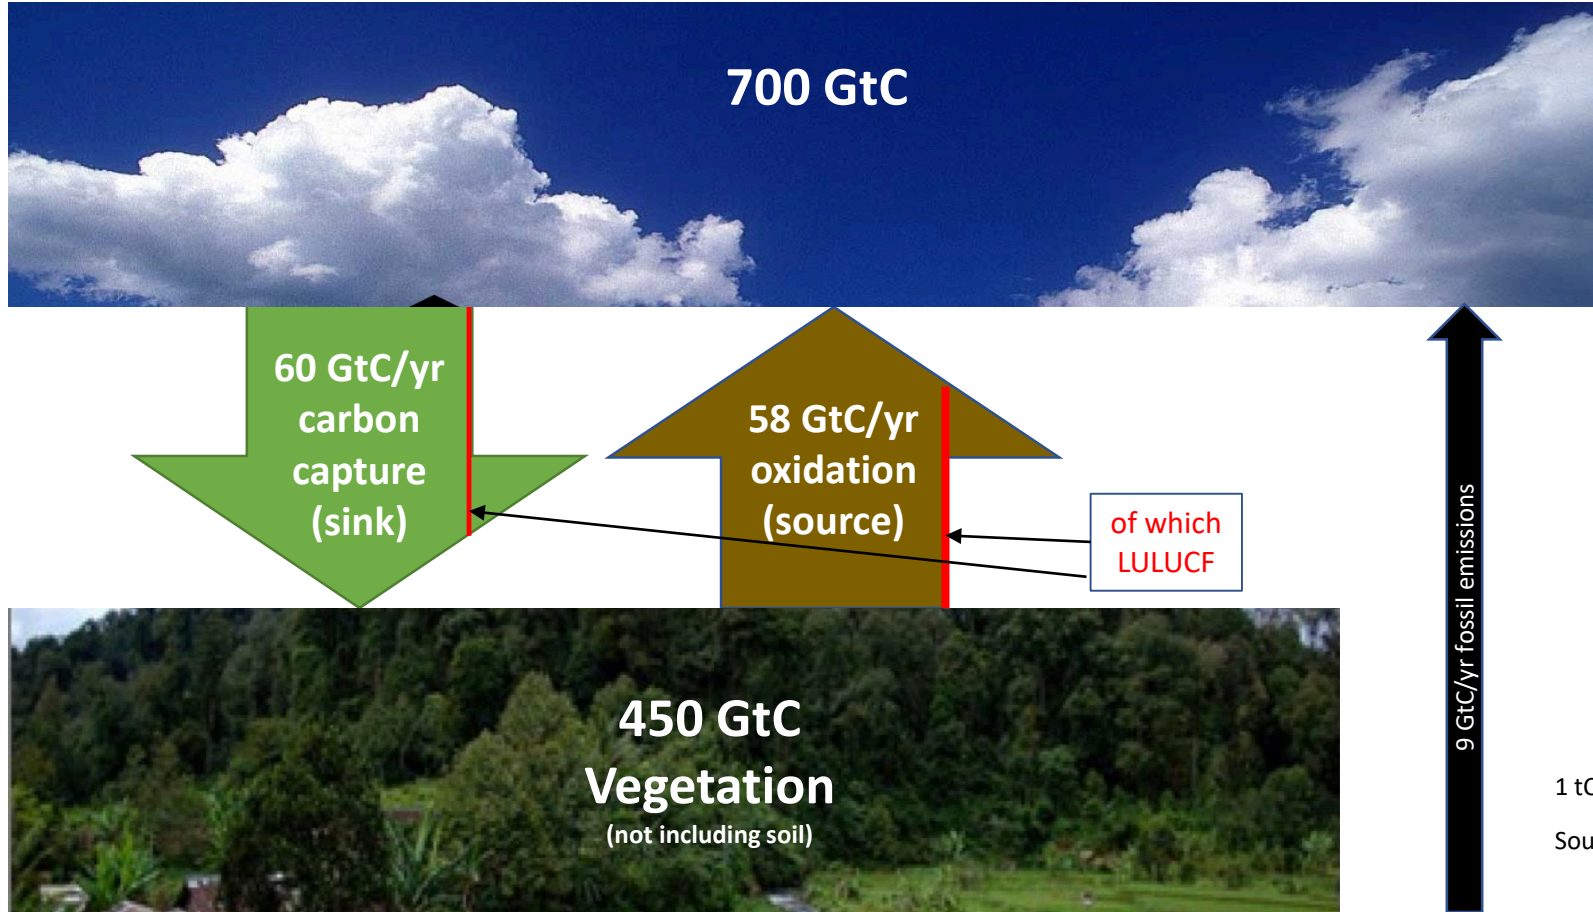 700 GtC
60 GtC/yr
carbon
capture
(sink)
58 GtC/yr
oxidation
(source)
of which
LULUCF
9 GtC/yr fossil emissions
450 GtC
Vegetation
(not including soil)
1